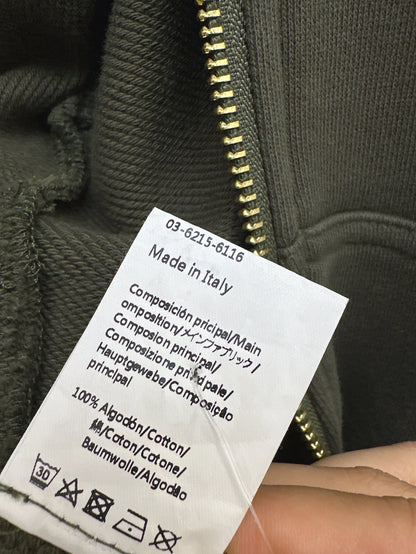 03-6215-6116
Made in Italy
Composición pricipal/Main
omposition/メインファブリック/
Composion principal/
Composizione principale/
Hauptgewebe/Composição
principal
100% Algodón/Cotton/
綿/Coton/Cotone/
Baumwolle/Algodão
30